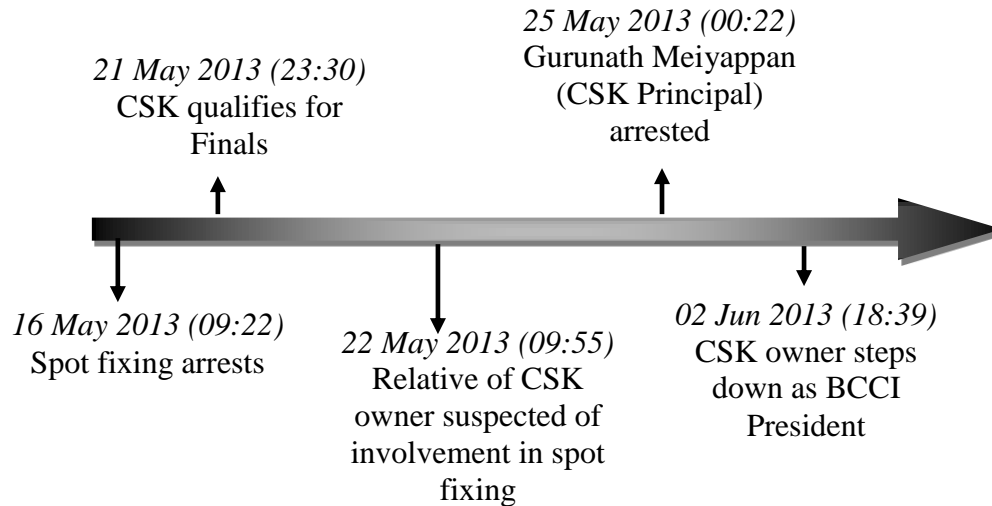 25 May 2013 (00:22)
Gurunath Meiyappan
(CSK Principal)
arrested
21 May 2013 (23:30)
CSK qualifies for
Finals
16 May 2013 (09:22)
Spot fixing arrests
22 May 2013 (09:55)
Relative of CSK
owner suspected of
involvement in spot
fixing
02 Jun 2013 (18:39)
CSK owner steps
down as BCCI
President